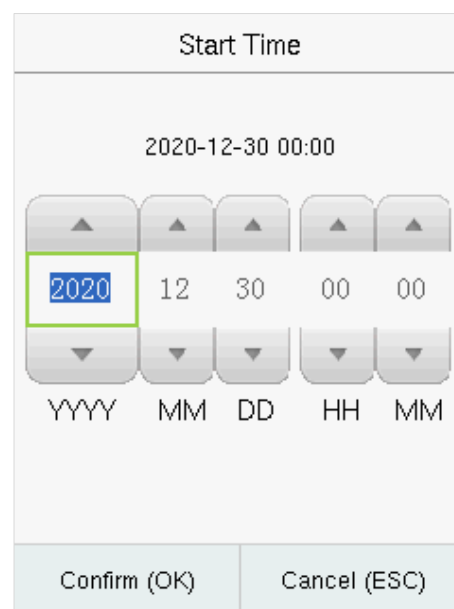 Start Time
2020-12-30 00:00
2020 12 30 00 00
YYYY MM DD HH MM
Confirm (OK) Cancel (ESC)